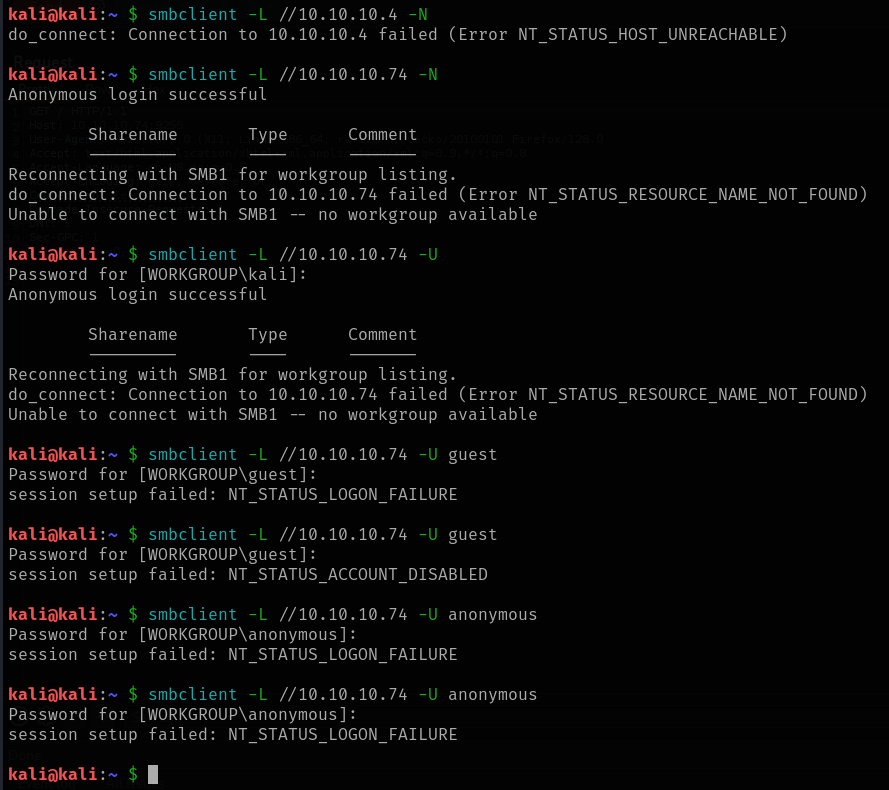 kali@kali:~ $ smbclient -L //10.10.10.4 -N
do_connect: Connection to 10.10.10.4 failed (Error NT_STATUS_HOST_UNREACHABLE)
kali@kali:~ $ smbclient -L //10.10.10.74 -N
Anonymous login successful
Sharename Type Comment
Reconnecting with SMB1 for workgroup listing.
do_connect: Connection to 10.10.10.74 failed (Error NT_STATUS_RESOURCE_NAME_NOT_FOUND)
Unable to connect with SMB1 -- no workgroup available
kali@kali:~ $ smbclient -L //10.10.10.74 -U
Password for [WORKGROUP\kali]:
Anonymous login successful
Sharename Type Comment
Reconnecting with SMB1 for workgroup listing.
do_connect: Connection to 10.10.10.74 failed (Error NT_STATUS_RESOURCE_NAME_NOT_FOUND)
Unable to connect with SMB1 -- no workgroup available
kali@kali:~ $ smbclient -L //10.10.10.74 -U guest
Password for [WORKGROUP\guest]:
session setup failed: NT_STATUS_LOGON_FAILURE
kali@kali:~ $ smbclient -L //10.10.10.74 -U guest
Password for [WORKGROUP\guest]:
session setup failed: NT_STATUS_ACCOUNT_DISABLED
kali@kali:~ $ smbclient -L //10.10.10.74 -U anonymous
Password for [WORKGROUP\anonymous]:
session setup failed: NT_STATUS_LOGON_FAILURE
kali@kali:~ $ smbclient -L //10.10.10.74 -U anonymous
Password for [WORKGROUP\anonymous]:
session setup failed: NT_STATUS_LOGON_FAILURE
kali@kali:~ $